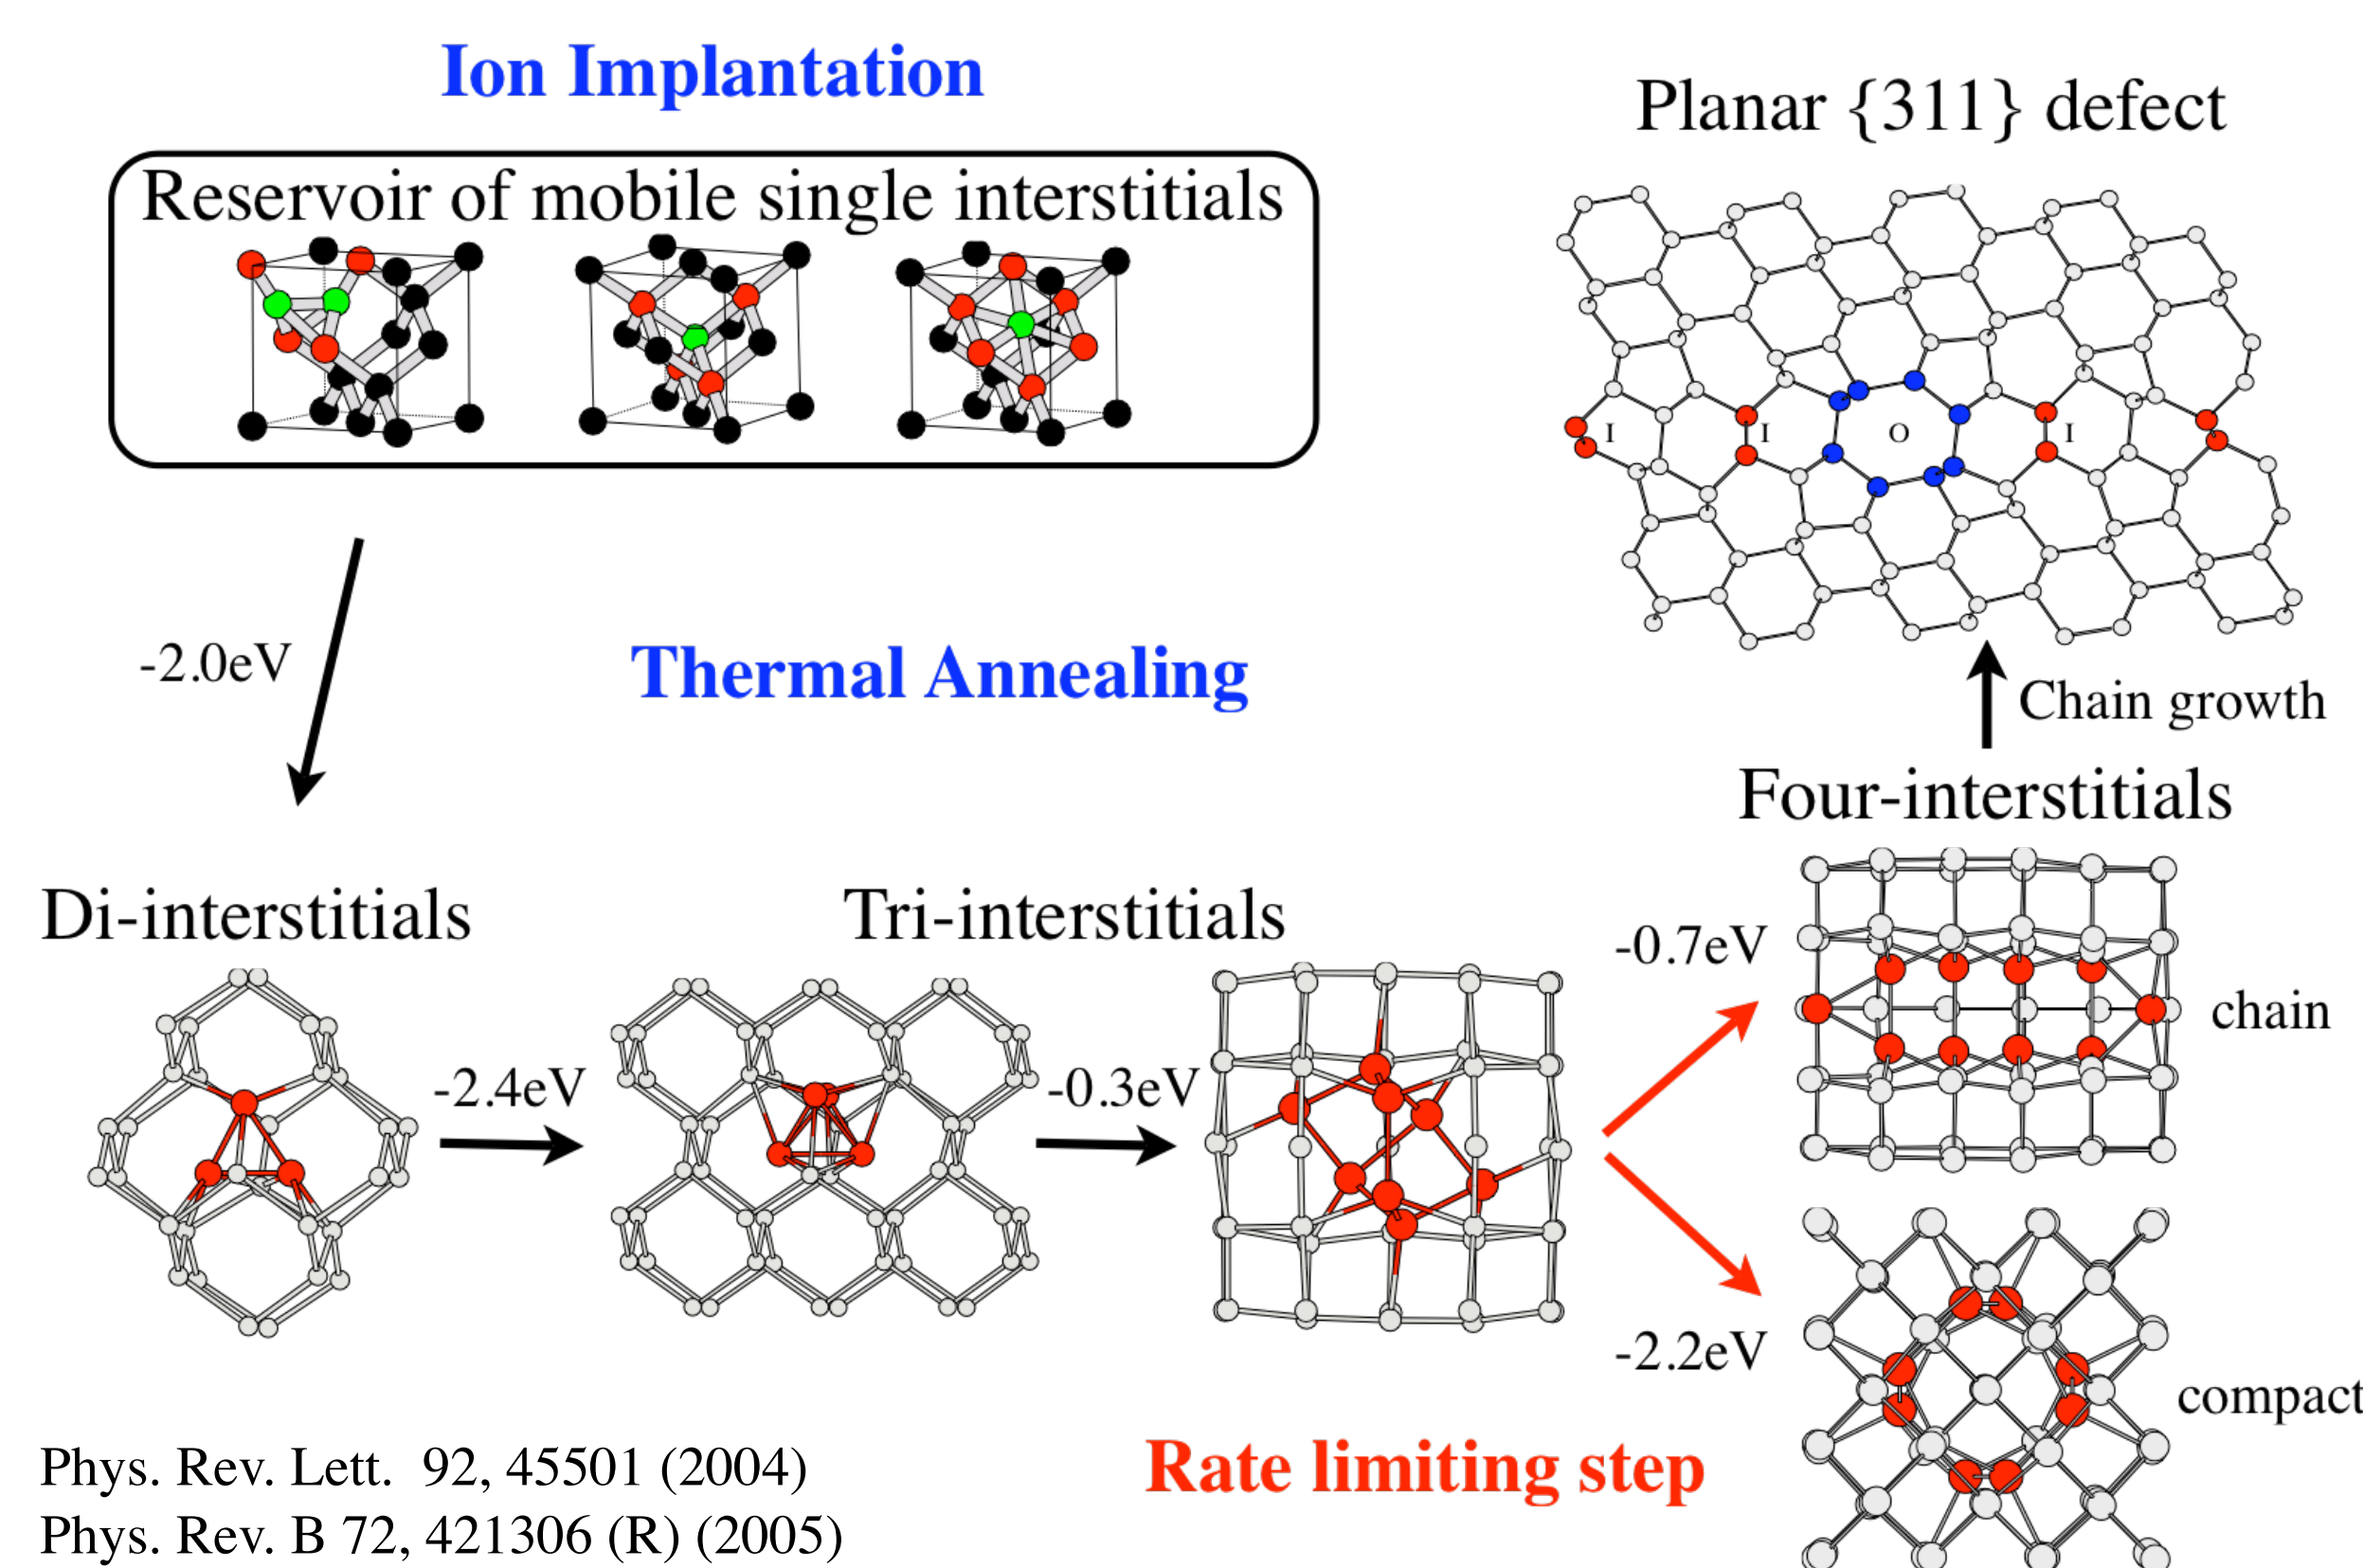 Ion Implantation
Planar {311} defect
Reservoir of mobile single interstitials
I
I
O
I
-2.0eV
Thermal Annealing
Chain growth
Four-interstitials
Di-interstitials
Tri-interstitials
-0.7eV
chain
-2.4eV
-0.3eV
-2.2eV
compact
Rate limiting step
Phys. Rev. Lett. 92, 45501 (2004)
Phys. Rev. B 72, 421306 (R) (2005)